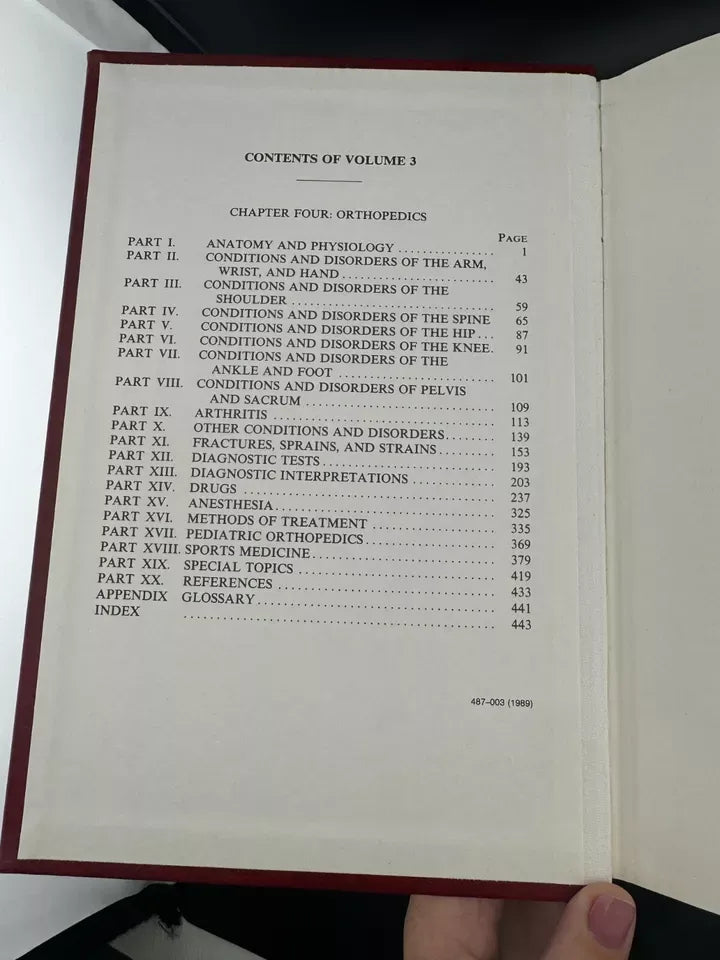 CONTENTS OF VOLUME 3
CHAPTER FOUR: ORTHOPEDICS
PAGE
PART I. ANATOMY AND PHYSIOLOGY ............... 1
PART II. CONDITIONS AND DISORDERS OF THE ARM,
WRIST, AND HAND ........................ 43
PART III. CONDITIONS AND DISORDERS OF THE
SHOULDER ............................... 59
PART IV. CONDITIONS AND DISORDERS OF THE SPINE 65
PART V. CONDITIONS AND DISORDERS OF THE HIP... 87
PART VI. CONDITIONS AND DISORDERS OF THE KNEE. 91
PART VII. CONDITIONS AND DISORDERS OF THE
ANKLE AND FOOT ........................ 101
PART VIII. CONDITIONS AND DISORDERS OF PELVIS
AND SACRUM ............................. 109
PART IX. ARTHRITIS ................................. 113
PART X. OTHER CONDITIONS AND DISORDERS........ 139
PART XI. FRACTURES, SPRAINS, AND STRAINS......... 153
PART XII. DIAGNOSTIC TESTS........................... 193
PART XIII. DIAGNOSTIC INTERPRETATIONS ............. 203
PART XIV. DRUGS ...................................... 237
PART XV. ANESTHESIA.................................. 325
PART XVI. METHODS OF TREATMENT ................... 335
PART XVII. PEDIATRIC ORTHOPEDICS.................... 369
PART XVIII. SPORTS MEDICINE............................ 379
PART XIX. SPECIAL TOPICS .............................. 419
PART XX. REFERENCES ................................. 433
APPENDIX GLOSSARY.................................... 441
INDEX ................................................ 443
487–003 (1989)